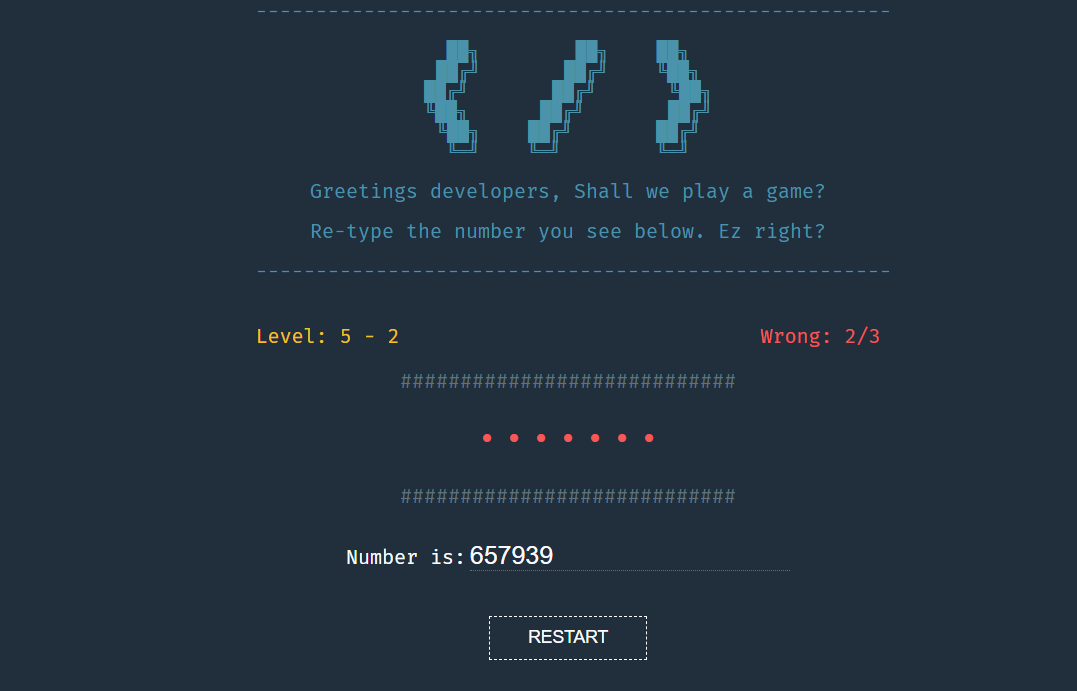 Greetings developers, Shall we play a game?
Re-type the number you see below. Ez right?
Level: 5 - 2
Wrong: 2/3
############################
• • • • • • •
############################
Number is: 657939
RESTART